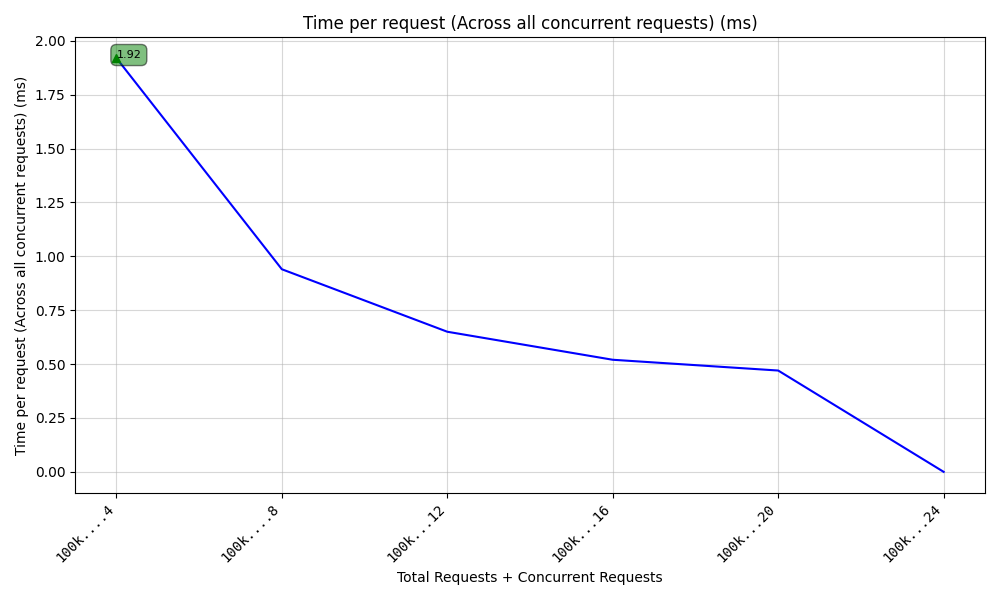 Time per request (Across all concurrent requests) (ms)
Time per request (Across all concurrent requests) (ms)
2.00
1.75
1.50
1.25
1.00
0.75
0.50
0.25
0.00
1.92
100k....4
100k....8
100k...12
100k...16
100k...20
100k...24
Total Requests + Concurrent Requests